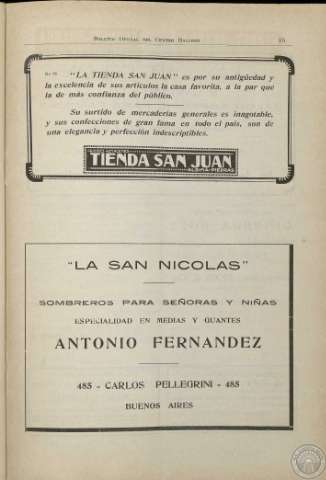 BOLETIN OFICIAL DEL CENTRO GALLEGO
"LA TIENDA SAN JUAN" es por su antigüedad y
la excelencia de sus artículos la casa favorita, a la par que
la de más confianza del público.
Su surtido de mercaderías generales es inagotable,
y sus confecciones de gran fama en todo el país, son de
una elegancia y perfección indescriptibles.
TIENDA SAN JUAN
ALSINA-PIEDRAS
"LA SAN NICOLAS"
SOMBREROS PARA SEÑORAS Y NIÑAS
ESPECIALIDAD EN MEDIAS Y GUANTES
ANTONIO FERNANDEZ
485 - CARLOS PELLEGRINI - 485
BUENOS AIRES